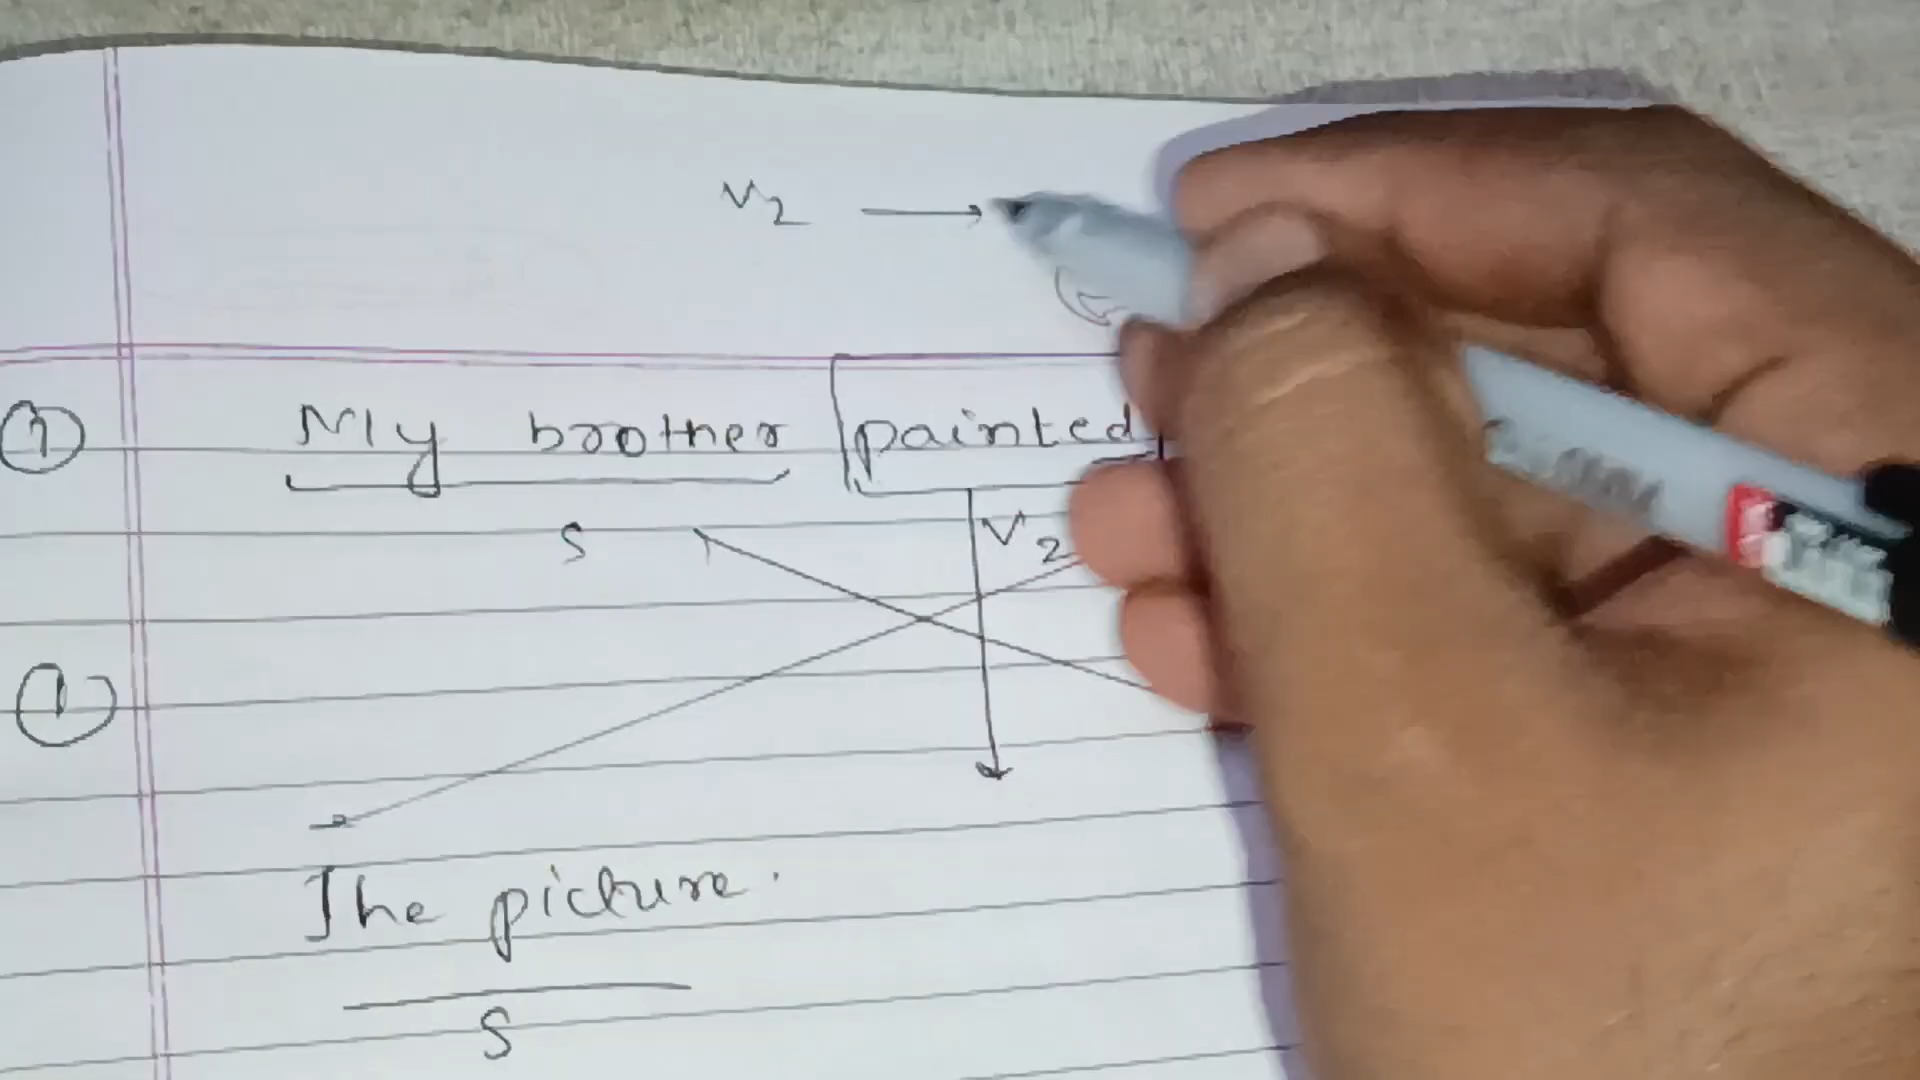 V2 →
1 My brother painted
S V2
1
The picture.
S